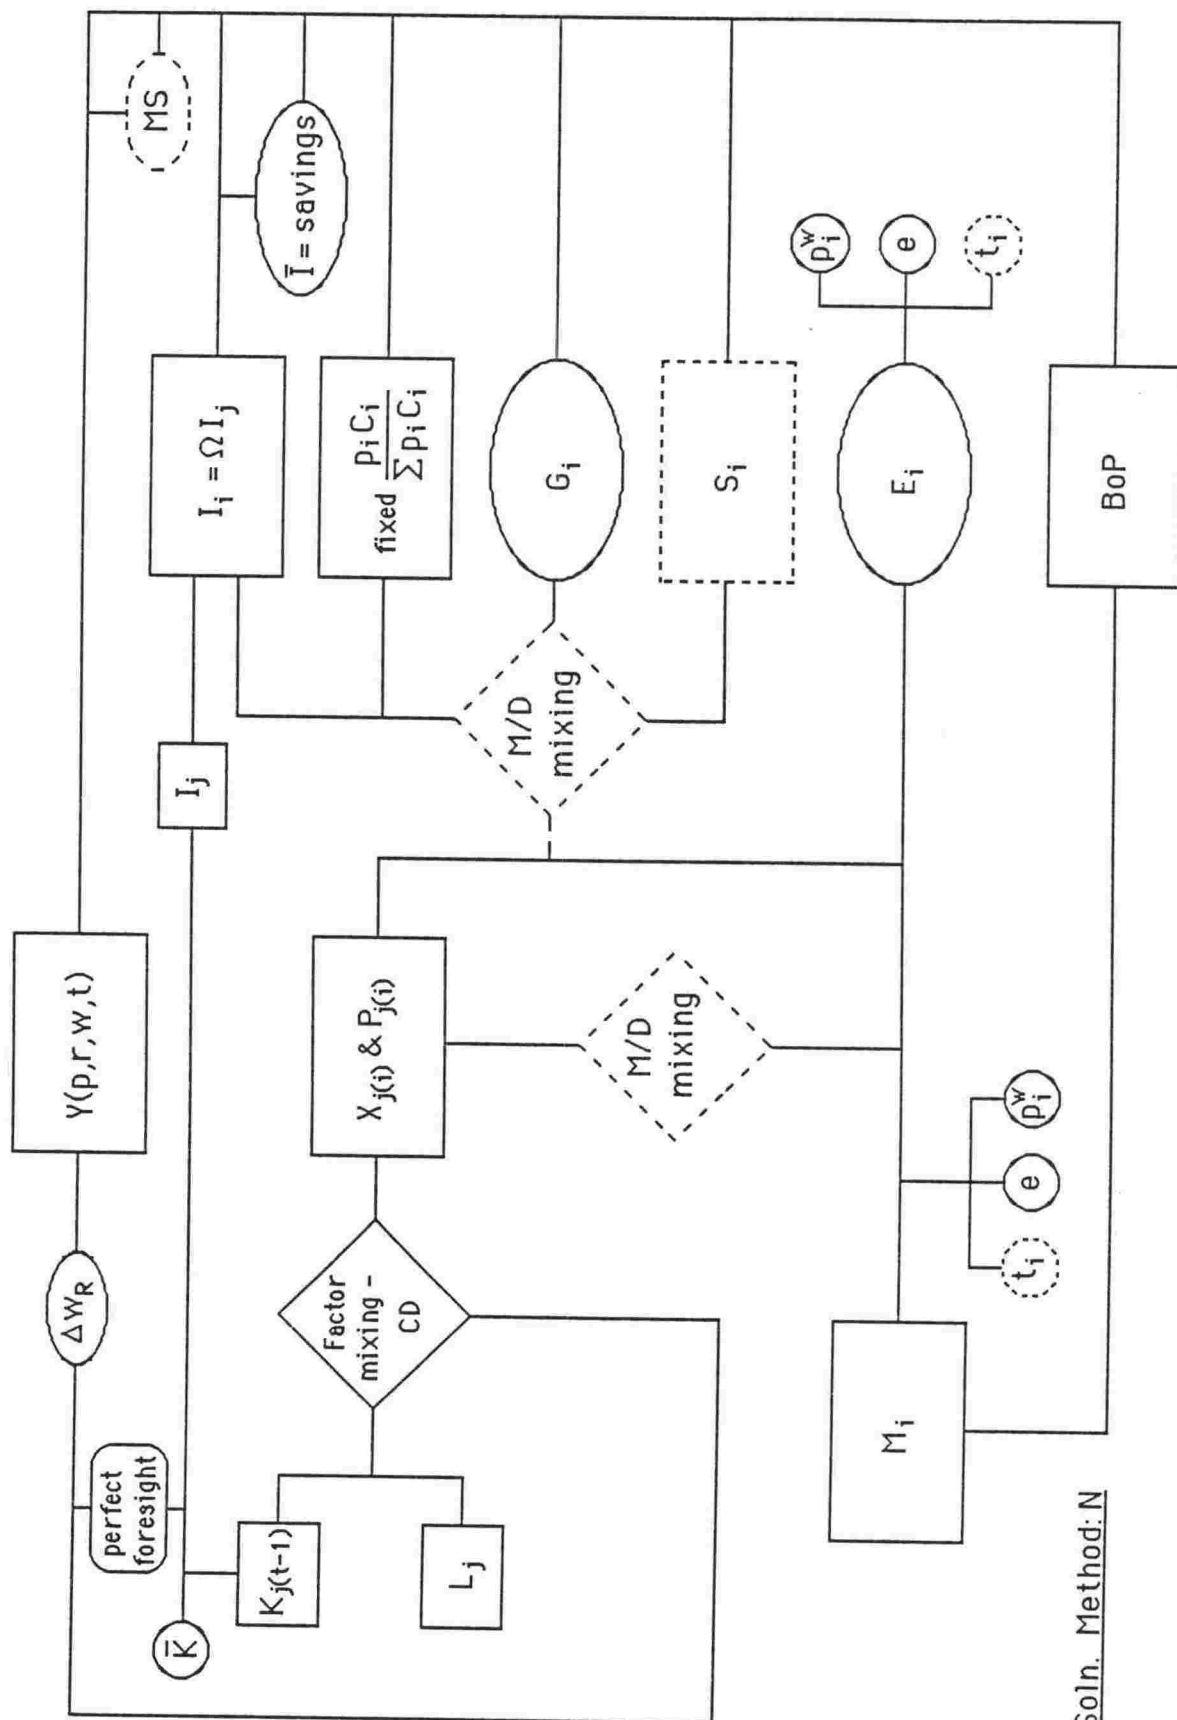 Y(p,r,w,t)
MS
ΔW_R
perfect
foresight
K̅
I_j
I_i = Ω I_j
I̅ = savings
K_j(t-1)
L_j
Factor
mixing -
CD
X_j(i) & P_j(i)
fixed p_i C_i / ∑ p_i C_i
G_i
M/D
mixing
S_i
M/D
mixing
E_i
p_i^w
e
t_i
M_i
t_i
e
p_i^w
BoP
Soln. Method: N